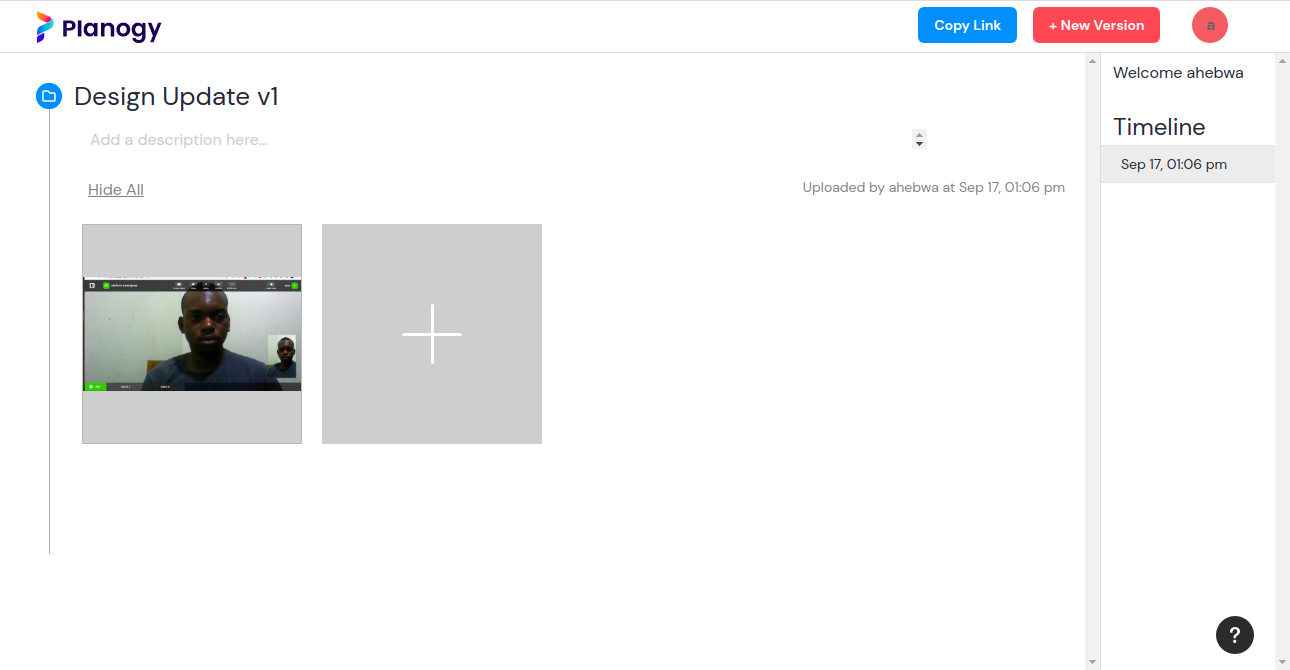 Planogy
Copy Link
+ New Version
a
Design Update v1
Add a description here...
Hide All
Uploaded by ahebwa at Sep 17, 01:06 pm
Welcome ahebwa
Timeline
Sep 17, 01:06 pm
?